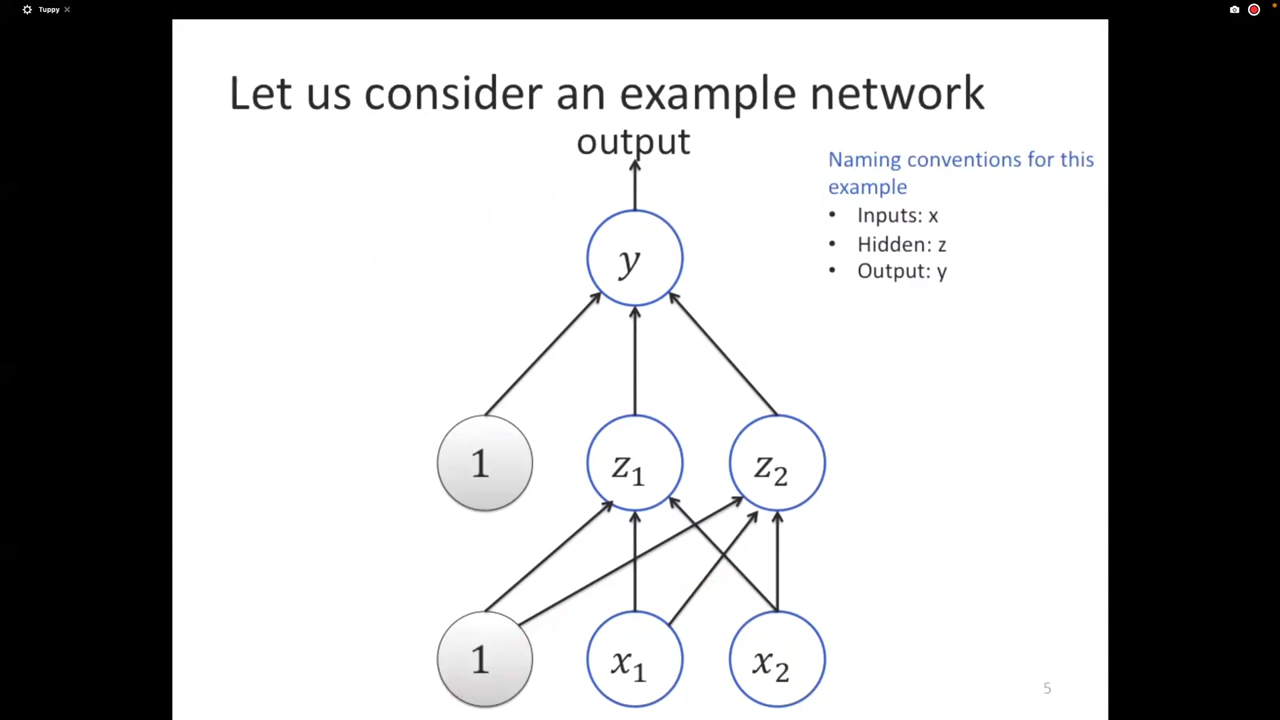 Tuppy
Let us consider an example network
output
Naming conventions for this
example
• Inputs: x
• Hidden: z
• Output: y
y
1
z₁
z₂
1
x₁
x₂
5